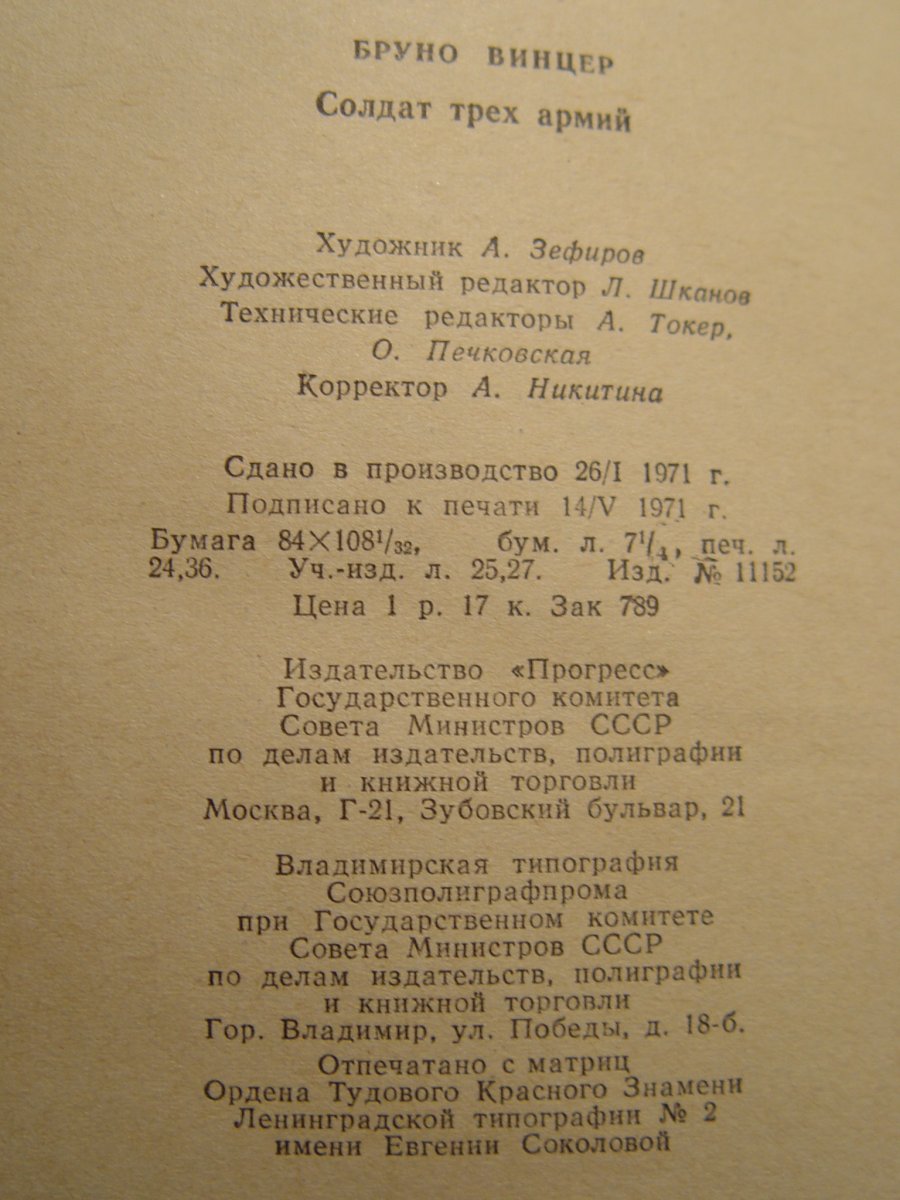 БРУНО ВИНЦЕР
Солдат трех армий
Художник А. Зефиров
Художественный редактор Л. Шканов
Технические редакторы А. Токер,
О. Печковская
Корректор А. Никитина
Сдано в производство 26/I 1971 г.
Подписано к печати 14/V 1971 г.
Бумага 84×108¹/₃₂, бум. л. 7¹/₄, печ. л.
24,36. Уч.-изд. л. 25,27. Изд. № 11152
Цена 1 р. 17 к. Зак 789
Издательство «Прогресс»
Государственного комитета
Совета Министров СССР
по делам издательств, полиграфии
и книжной торговли
Москва, Г-21, Зубовский бульвар, 21
Владимирская типография
Союзполиграфпрома
при Государственном комитете
Совета Министров СССР
по делам издательств, полиграфии
и книжной торговли
Гор. Владимир, ул. Победы, д. 18-б.
Отпечатано с матриц
Ордена Тудового Красного Знамени
Ленинградской типографии № 2
имени Евгении Соколовой